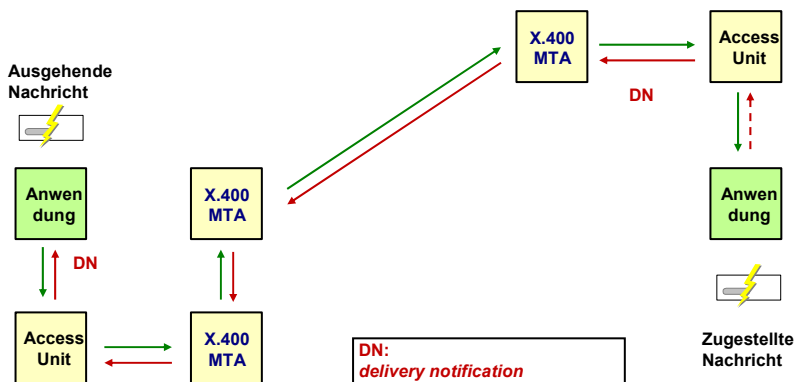 X.400
MTA
Access
Unit
DN
Ausgehende
Nachricht
Anwen
dung
X.400
MTA
Anwen
dung
DN
Access
Unit
X.400
MTA
DN:
delivery notification
Zugestellte
Nachricht